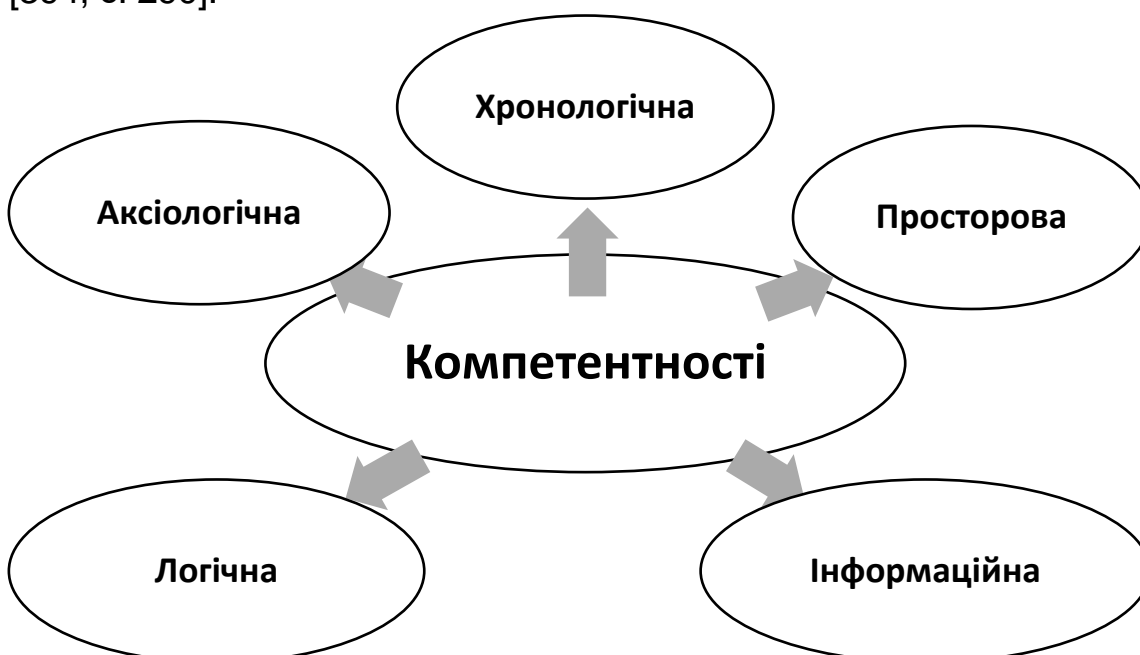 Хронологічна
Аксіологічна
Просторова
Компетентності
Логічна
Інформаційна